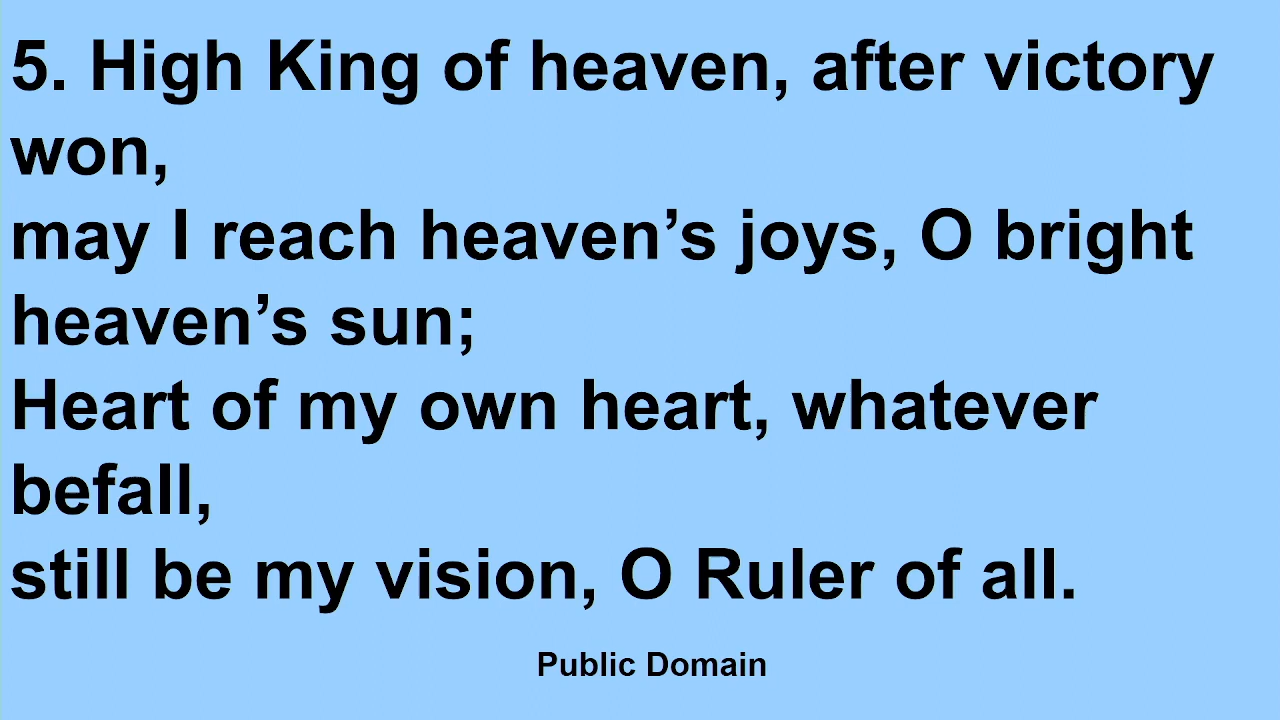 5. High King of heaven, after victory
won,
may I reach heaven’s joys, O bright
heaven’s sun;
Heart of my own heart, whatever
befall,
still be my vision, O Ruler of all.
Public Domain